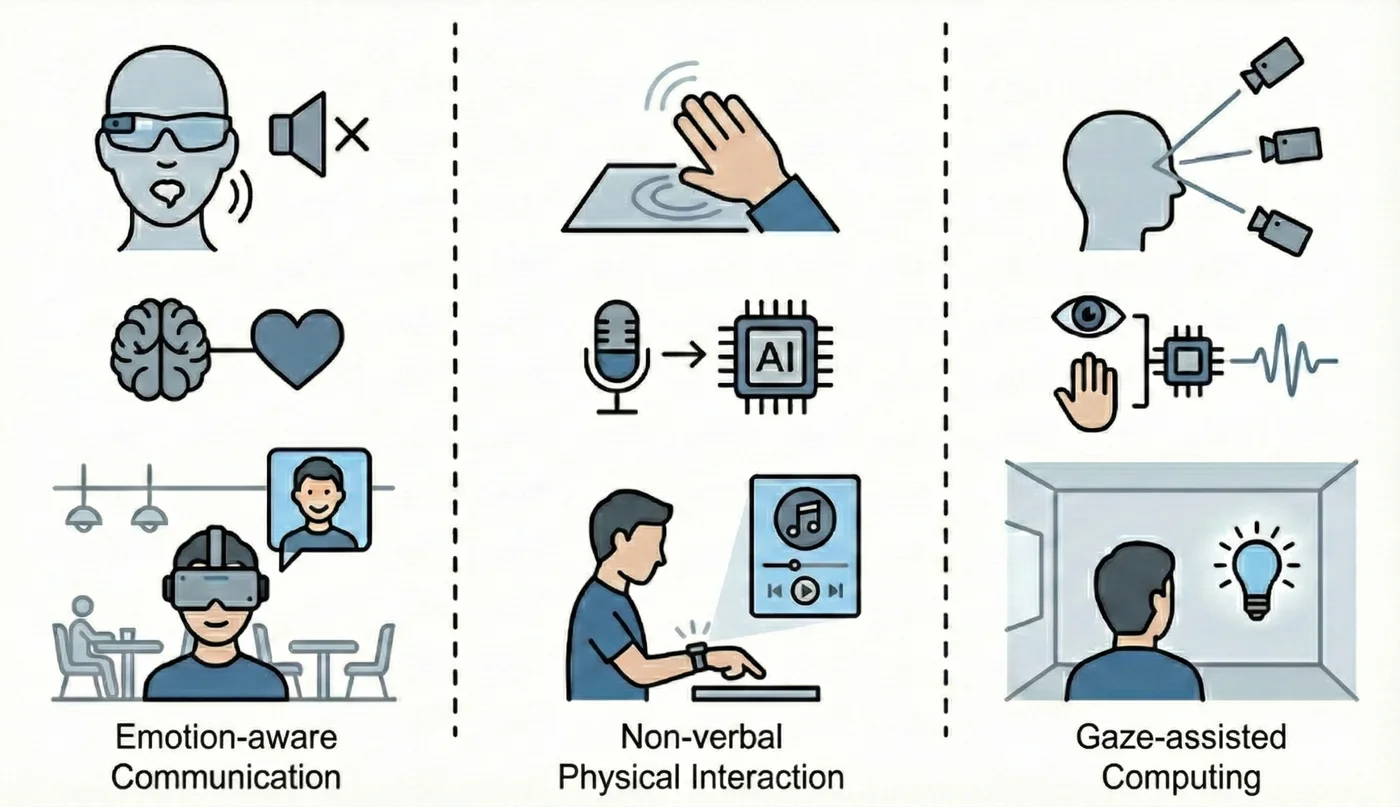 AI
Emotion-aware
Communication
Non-verbal
Physical Interaction
Gaze-assisted
Computing